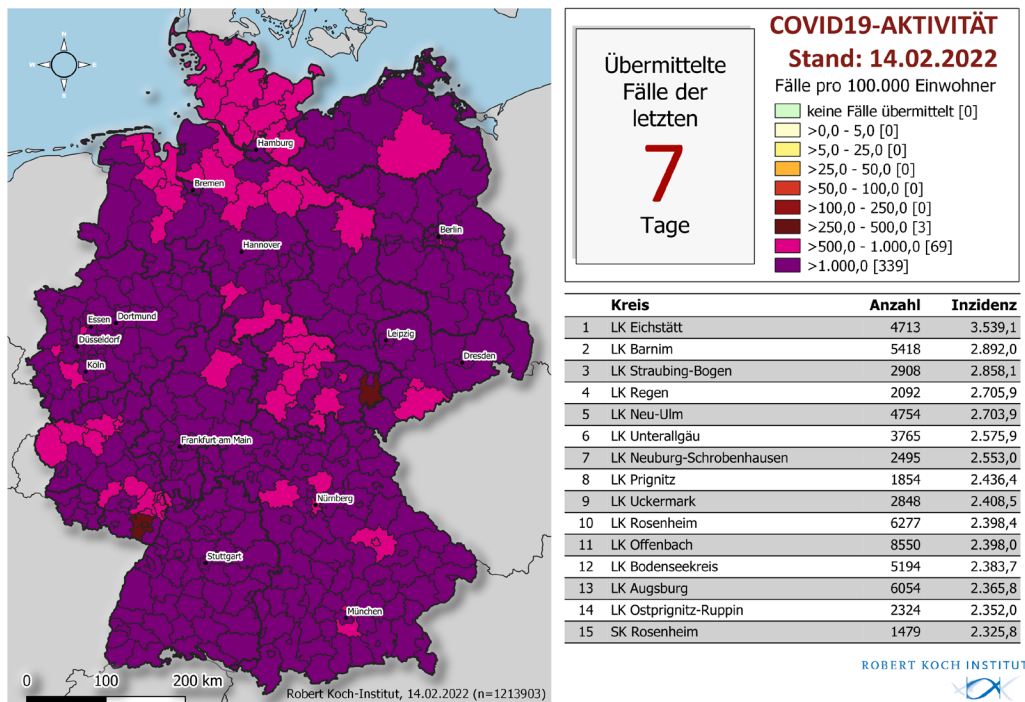 N
W
E
S
Hamburg
Bremen
Berlin
Hannover
Essen
Dortmund
Düsseldorf
Leipzig
Köln
Dresden
Frankfurt am Main
Nürnberg
Stuttgart
München
0 100 200 km
Robert Koch-Institut, 14.02.2022 (n=1213903)
Übermittelte
Fälle der
letzten
7
Tage
COVID19-AKTIVITÄT
Stand: 14.02.2022
Fälle pro 100.000 Einwohner
keine Fälle übermittelt [0]
>0,0 - 5,0 [0]
>5,0 - 25,0 [0]
>25,0 - 50,0 [0]
>50,0 - 100,0 [0]
>100,0 - 250,0 [0]
>250,0 - 500,0 [3]
>500,0 - 1.000,0 [69]
>1.000,0 [339]
Kreis Anzahl Inzidenz
1 LK Eichstätt 4713 3.539,1
2 LK Barnim 5418 2.892,0
3 LK Straubing-Bogen 2908 2.858,1
4 LK Regen 2092 2.705,9
5 LK Neu-Ulm 4754 2.703,9
6 LK Unterallgäu 3765 2.575,9
7 LK Neuburg-Schrobenhausen 2495 2.553,0
8 LK Prignitz 1854 2.436,4
9 LK Uckermark 2848 2.408,5
10 LK Rosenheim 6277 2.398,4
11 LK Offenbach 8550 2.398,0
12 LK Bodenseekreis 5194 2.383,7
13 LK Augsburg 6054 2.365,8
14 LK Ostprignitz-Ruppin 2324 2.352,0
15 SK Rosenheim 1479 2.325,8
ROBERT KOCH INSTITUT